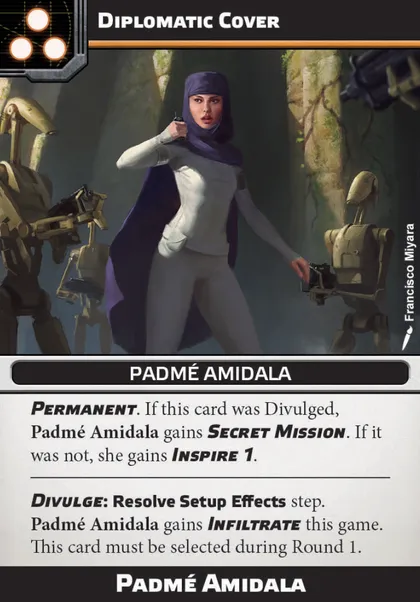 Diplomatic Cover
Francisco Miyara
PADMÉ AMIDALA
Permanent. If this card was Divulged,
Padmé Amidala gains Secret Mission. If it
was not, she gains Inspire 1.
Divulge: Resolve Setup Effects step.
Padmé Amidala gains Infiltrate this game.
This card must be selected during Round 1.
Padmé Amidala